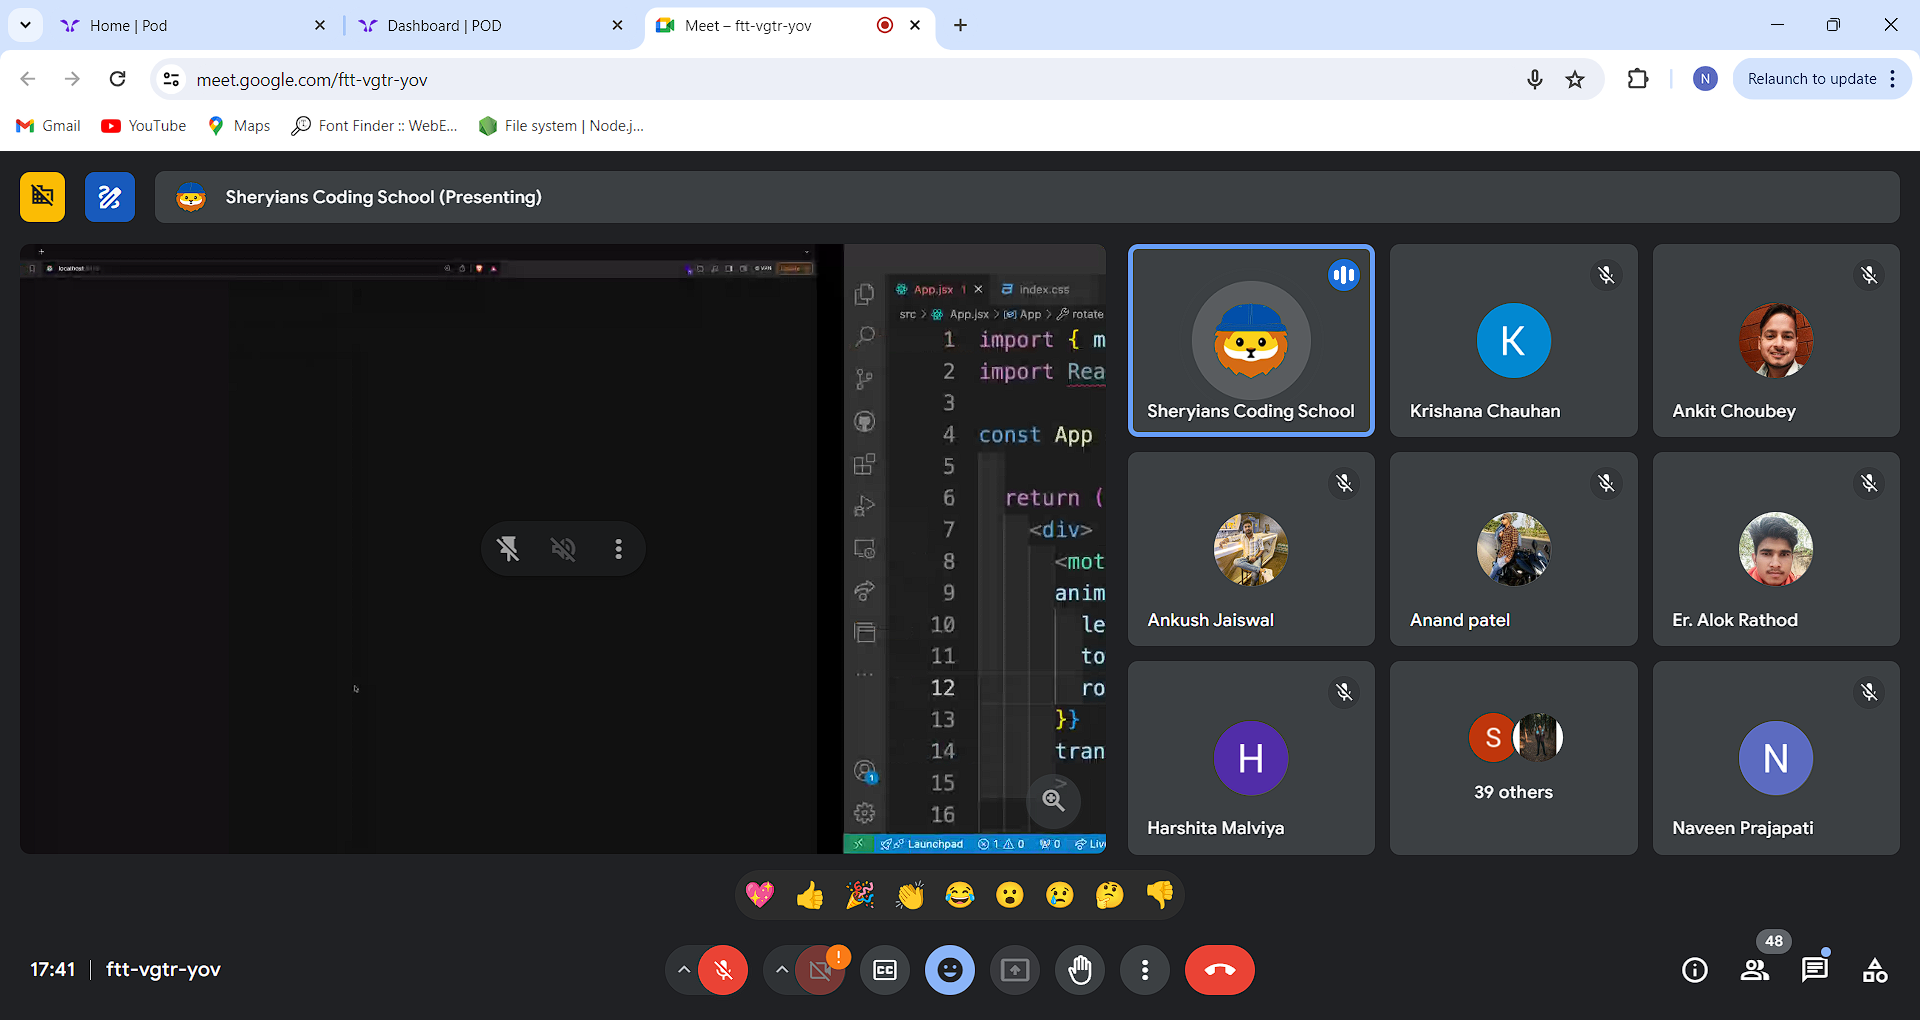 Home | Pod
Dashboard | POD
Meet – ftt-vgtr-yov
meet.google.com/ftt-vgtr-yov
N
Relaunch to update
Gmail
YouTube
Maps
Font Finder :: WebE...
File system | Node.j...
Sheryians Coding School (Presenting)
localhost
App.jsx 1
index.css
src > App.jsx > App > rotate
1 import { m
2 import Rea
3
4 const App
5
6 return (
7 <div>
8 <mot
9 anim
10 le
11 to
12 ro
13 }}
14 tran
15 >
16
1
Launchpad 1 0 0 Liv
Sheryians Coding School
K
Krishana Chauhan
Ankit Choubey
Ankush Jaiswal
Anand patel
Er. Alok Rathod
H
Harshita Malviya
S
39 others
N
Naveen Prajapati
17:41 | ftt-vgtr-yov
CC
48